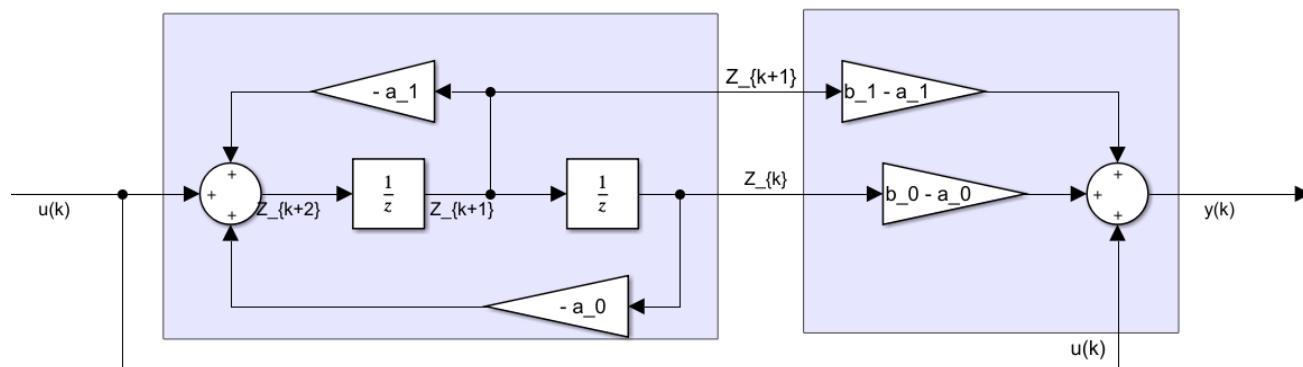 Z_{k+1}
- a_1
b_1 - a_1
+
+
+
1
z
1
z
Z_{k}
+
+
+
u(k)
Z_{k+2}
Z_{k+1}
b_0 - a_0
y(k)
- a_0
u(k)